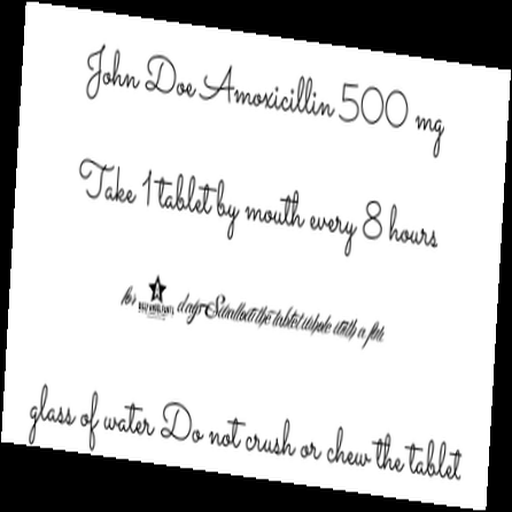 John Doe Amoxicillin 500 mg
Take 1 tablet by mouth every 8 hours
for days Swallow the tablet whole with a full
glass of water Do not crush or chew the tablet